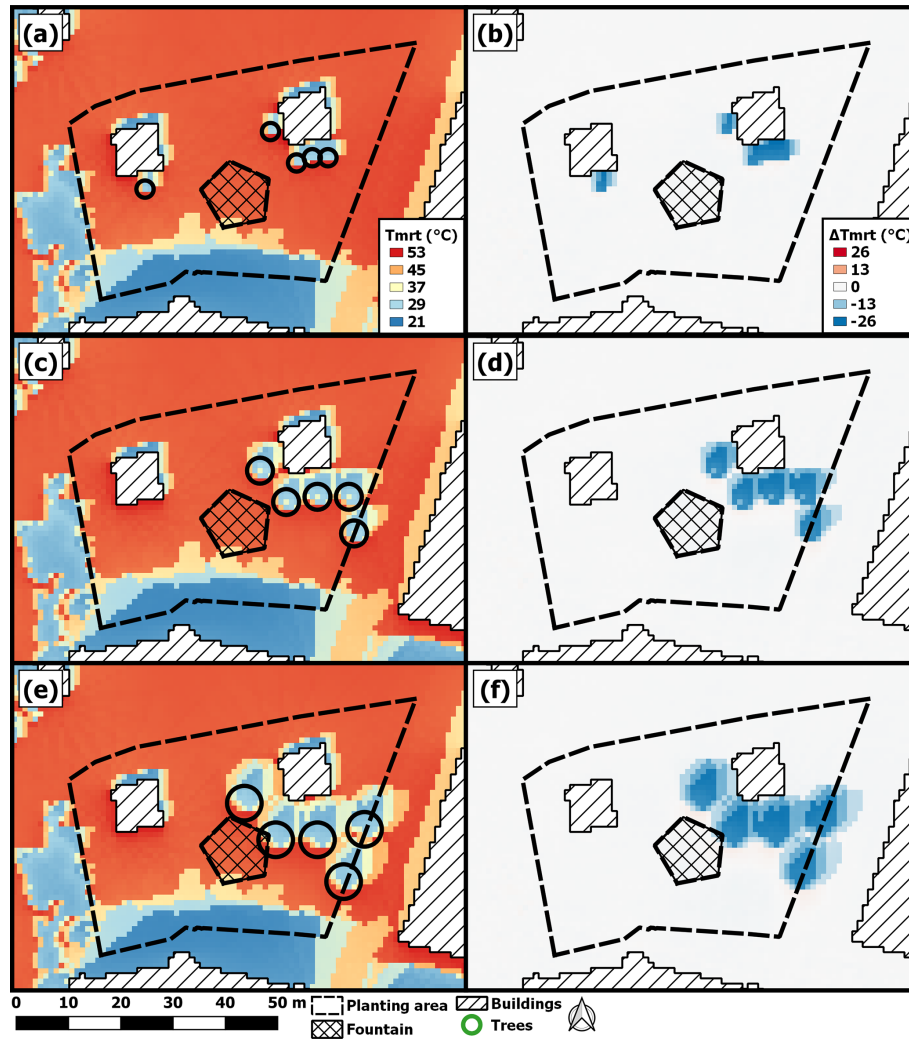 (a)
(b)
Tmrt (°C)
53
45
37
29
21
ΔTmrt (°C)
26
13
0
-13
-26
(c)
(d)
(e)
(f)
0 10 20 30 40 50 m
Planting area
Buildings
Fountain
Trees